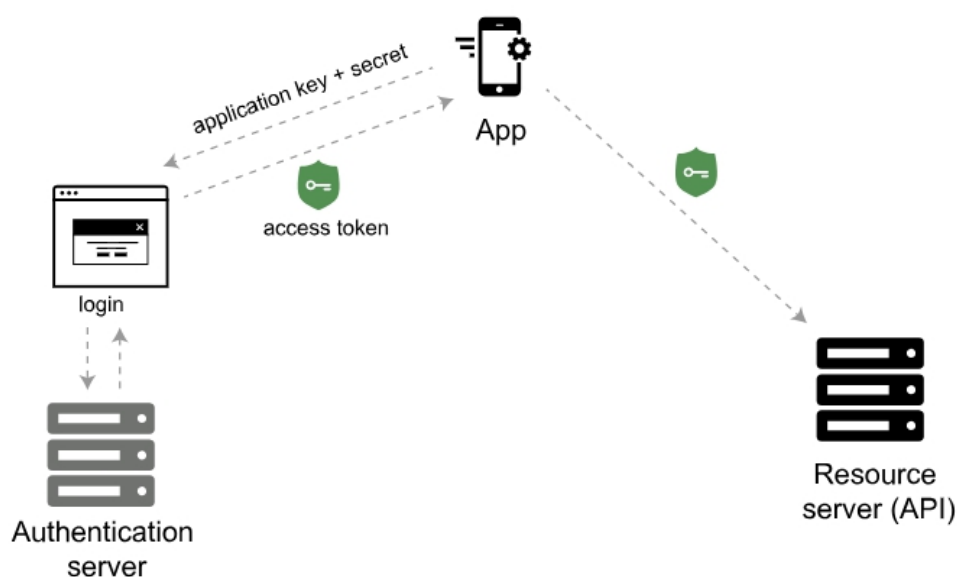 application key + secret
App
access token
login
Authentication
server
Resource
server (API)